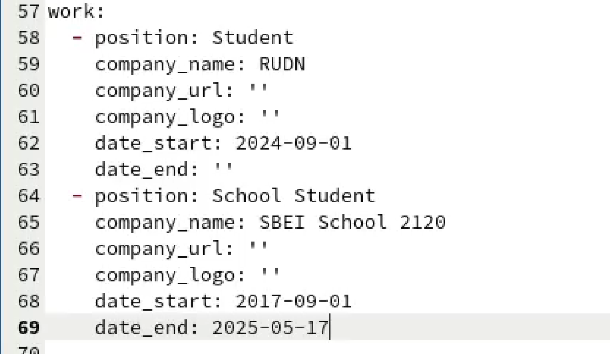 57 work:
58   - position: Student
59     company_name: RUDN
60     company_url: ''
61     company_logo: ''
62     date_start: 2024-09-01
63     date_end: ''
64   - position: School Student
65     company_name: SBEI School 2120
66     company_url: ''
67     company_logo: ''
68     date_start: 2017-09-01
69     date_end: 2025-05-17
70